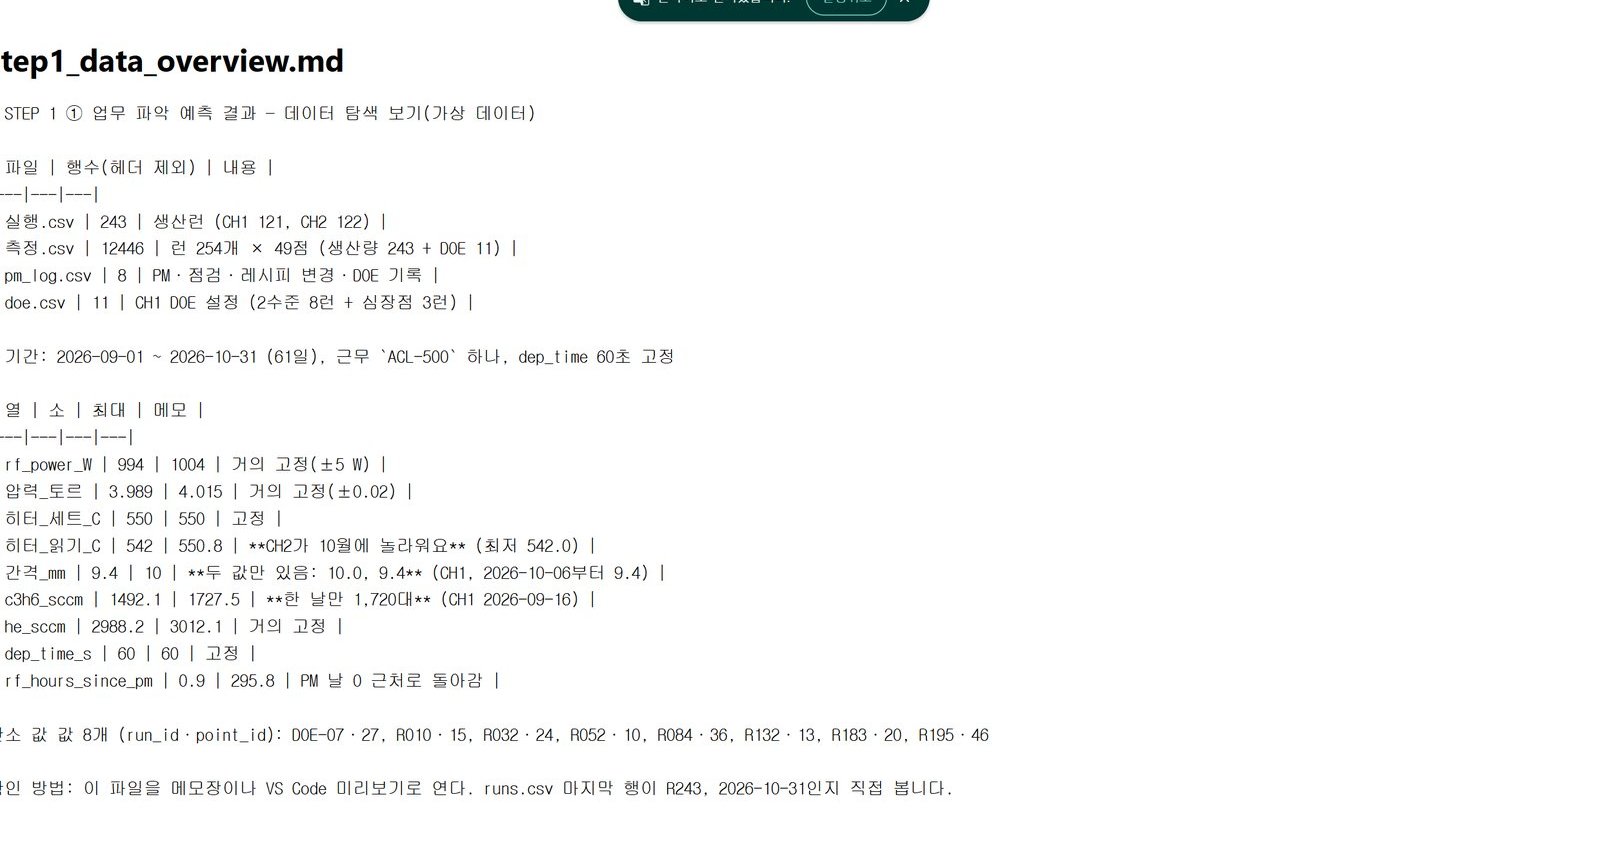 tep1_data_overview.md
STEP 1 ① 업무 파악 예측 결과 - 데이터 탐색 보기(가상 데이터)
파일 | 행수(헤더 제외) | 내용 |
---|---|---|
실행.csv | 243 | 생산런 (CH1 121, CH2 122) |
측정.csv | 12446 | 런 254개 × 49점 (생산량 243 + DOE 11) |
pm_log.csv | 8 | PM·점검·레시피 변경·DOE 기록 |
doe.csv | 11 | CH1 DOE 설정 (2수준 8런 + 심장점 3런) |
기간: 2026-09-01 ~ 2026-10-31 (61일), 근무 `ACL-500` 하나, dep_time 60초 고정
열 | 소 | 최대 | 메모 |
---|---|---|---|
rf_power_W | 994 | 1004 | 거의 고정(±5 W) |
압력_토르 | 3.989 | 4.015 | 거의 고정(±0.02) |
히터_세트_C | 550 | 550 | 고정 |
히터_읽기_C | 542 | 550.8 | **CH2가 10월에 놀라워요** (최저 542.0) |
간격_mm | 9.4 | 10 | **두 값만 있음: 10.0, 9.4** (CH1, 2026-10-06부터 9.4) |
c3h6_sccm | 1492.1 | 1727.5 | **한 날만 1,720대** (CH1 2026-09-16) |
he_sccm | 2988.2 | 3012.1 | 거의 고정 |
dep_time_s | 60 | 60 | 고정 |
rf_hours_since_pm | 0.9 | 295.8 | PM 날 0 근처로 돌아감 |
소 값 값 8개 (run_id·point_id): DOE-07·27, R010·15, R032·24, R052·10, R084·36, R132·13, R183·20, R195·46
인 방법: 이 파일을 메모장이나 VS Code 미리보기로 연다. runs.csv 마지막 행이 R243, 2026-10-31인지 직접 봅니다.